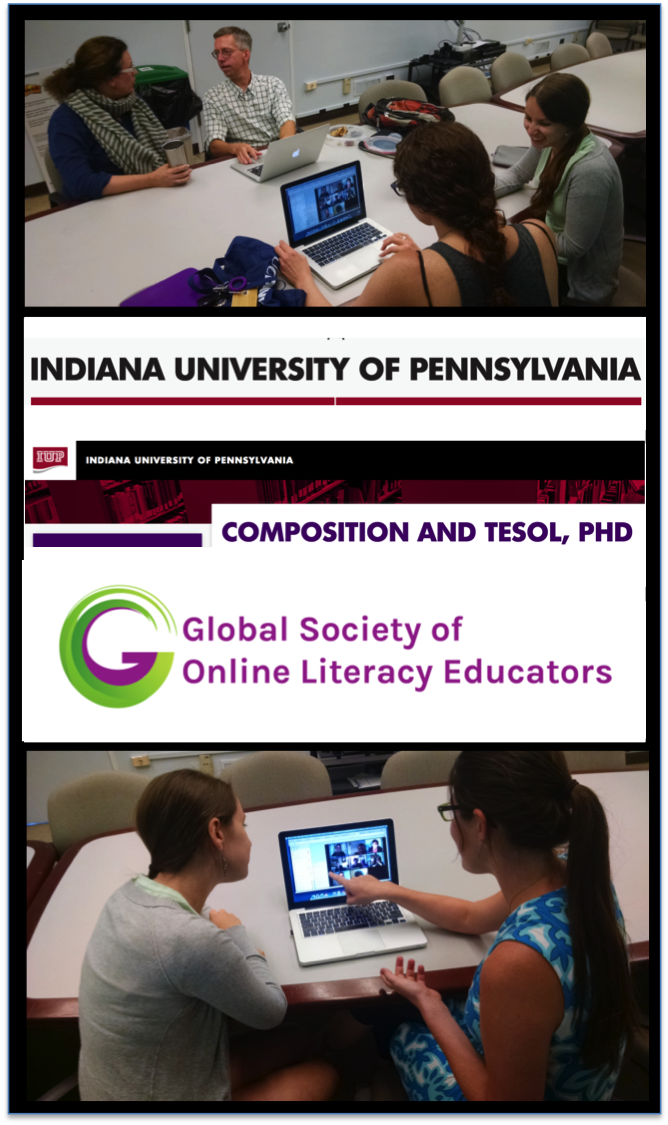 INDIANA UNIVERSITY OF PENNSYLVANIA
IUP
INDIANA UNIVERSITY OF PENNSYLVANIA
COMPOSITION AND TESOL, PHD
Global Society of
Online Literacy Educators